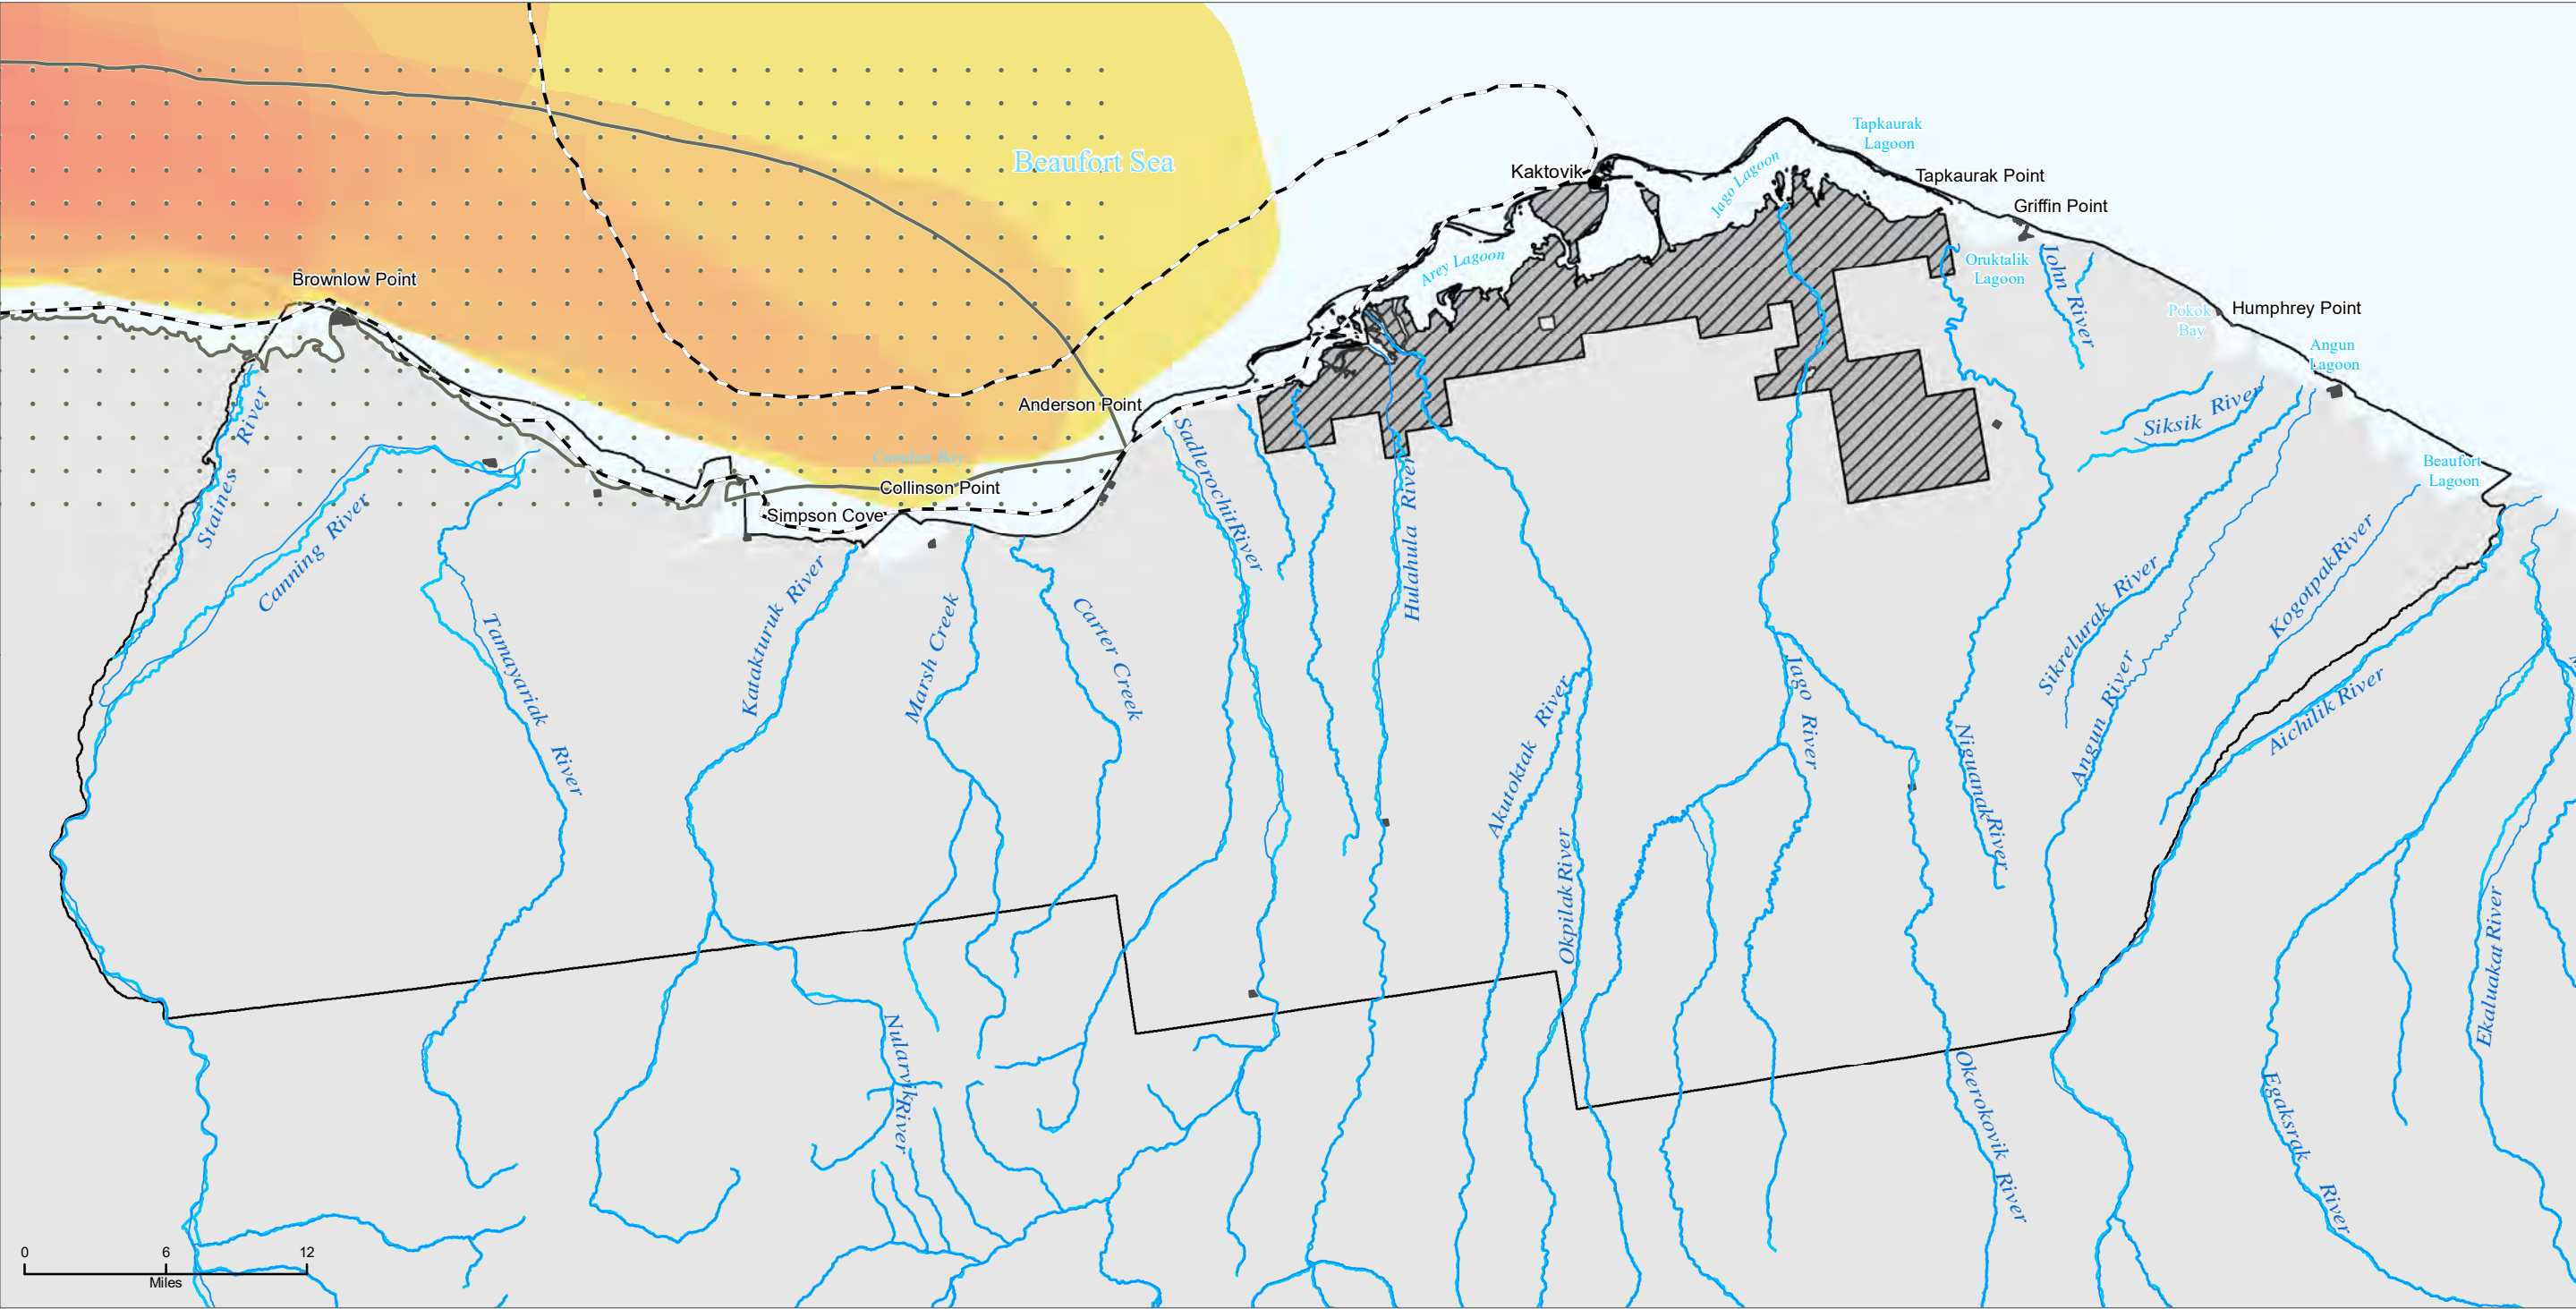 Beaufort Sea
Tapkaurak
Lagoon
Kaktovik
Jago Lagoon
Tapkaurak Point
Griffin Point
Arey Lagoon
Oruktalik
Lagoon
John River
Brownlow Point
Pokok
Bay
Humphrey Point
Angun
Lagoon
Anderson Point
Camden Bay
Collinson Point
Simpson Cove
Siksik River
Beaufort
Lagoon
Staines River
Canning River
Sadlerochit River
Hulahula River
Tamayariak River
Katakturuk River
Marsh Creek
Carter Creek
Akutoktak River
Okpilak River
Jago River
Niguanak River
Sikrelurak River
Angun River
Kogotpak River
Aichilik River
Nularvik River
Okerokovik River
Egaksrak River
Ekaluakat River
0 6 12
Miles